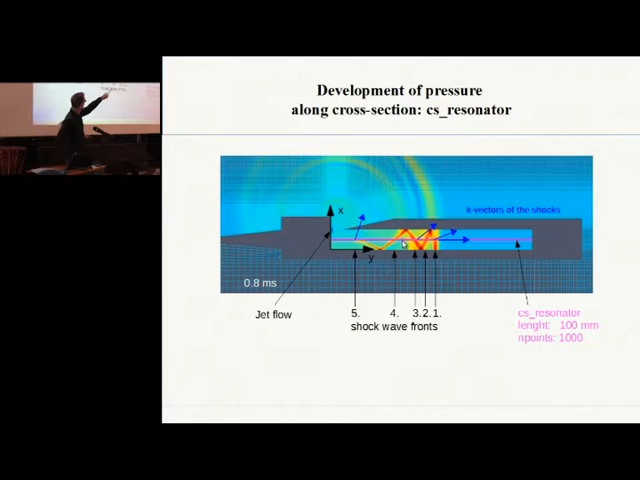 Development of pressure
along cross-section: cs_resonator
k-vectors of the shocks
x
y
0.8 ms
Jet flow
5. 4. 3. 2. 1.
shock wave fronts
cs_resonator
lenght: 100 mm
npoints: 1000